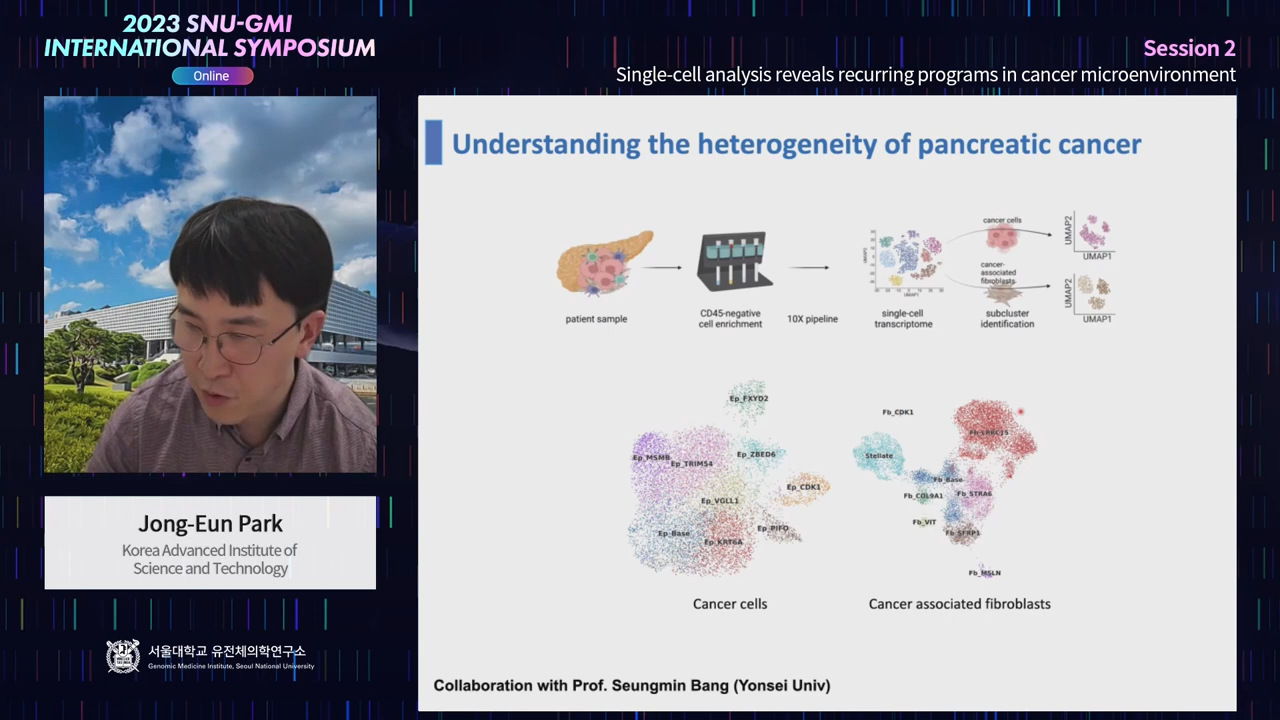 2023 SNU-GMI
INTERNATIONAL SYMPOSIUM
Online
Session 2
Single-cell analysis reveals recurring programs in cancer microenvironment
Understanding the heterogeneity of pancreatic cancer
patient sample
CD45-negative
cell enrichment
10X pipeline
UMAP2
UMAP1
single-cell
transcriptome
cancer cells
cancer-
associated
fibroblasts
subcluster
identification
UMAP2
UMAP1
UMAP2
UMAP1
Ep_FXYD2
Ep_MSMB
Ep_TRIM54
Ep_ZBED6
Ep_CDK1
Ep_VGLL1
Ep_Base
Ep_KRT6A
Ep_PIFO
Cancer cells
Fb_CDK1
Stellate
Fb_Base
Fb_COL9A1
Fb_STRA6
Fb_VIT
Fb_SFRP1
Fb_MSLN
Cancer associated fibroblasts
Collaboration with Prof. Seungmin Bang (Yonsei Univ)
Jong-Eun Park
Korea Advanced Institute of
Science and Technology
서울대학교 유전체의학연구소
Genomic Medicine Institute, Seoul National University